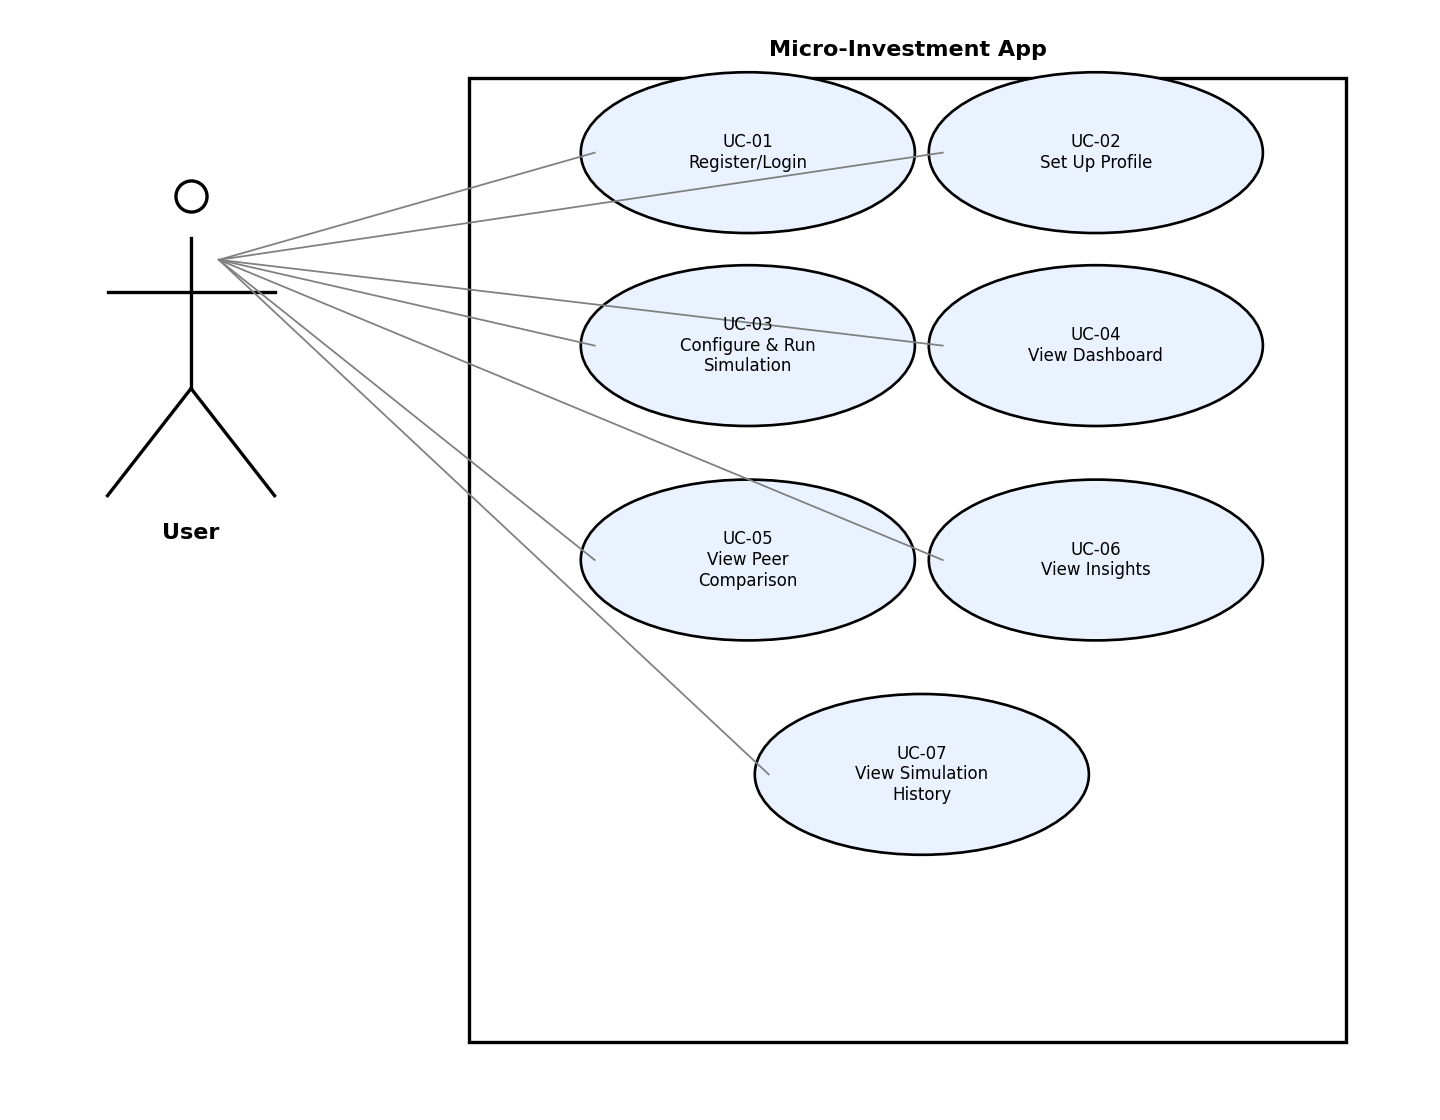 Micro-Investment App
UC-01
Register/Login
UC-02
Set Up Profile
UC-03
Configure & Run
Simulation
UC-04
View Dashboard
User
UC-05
View Peer
Comparison
UC-06
View Insights
UC-07
View Simulation
History